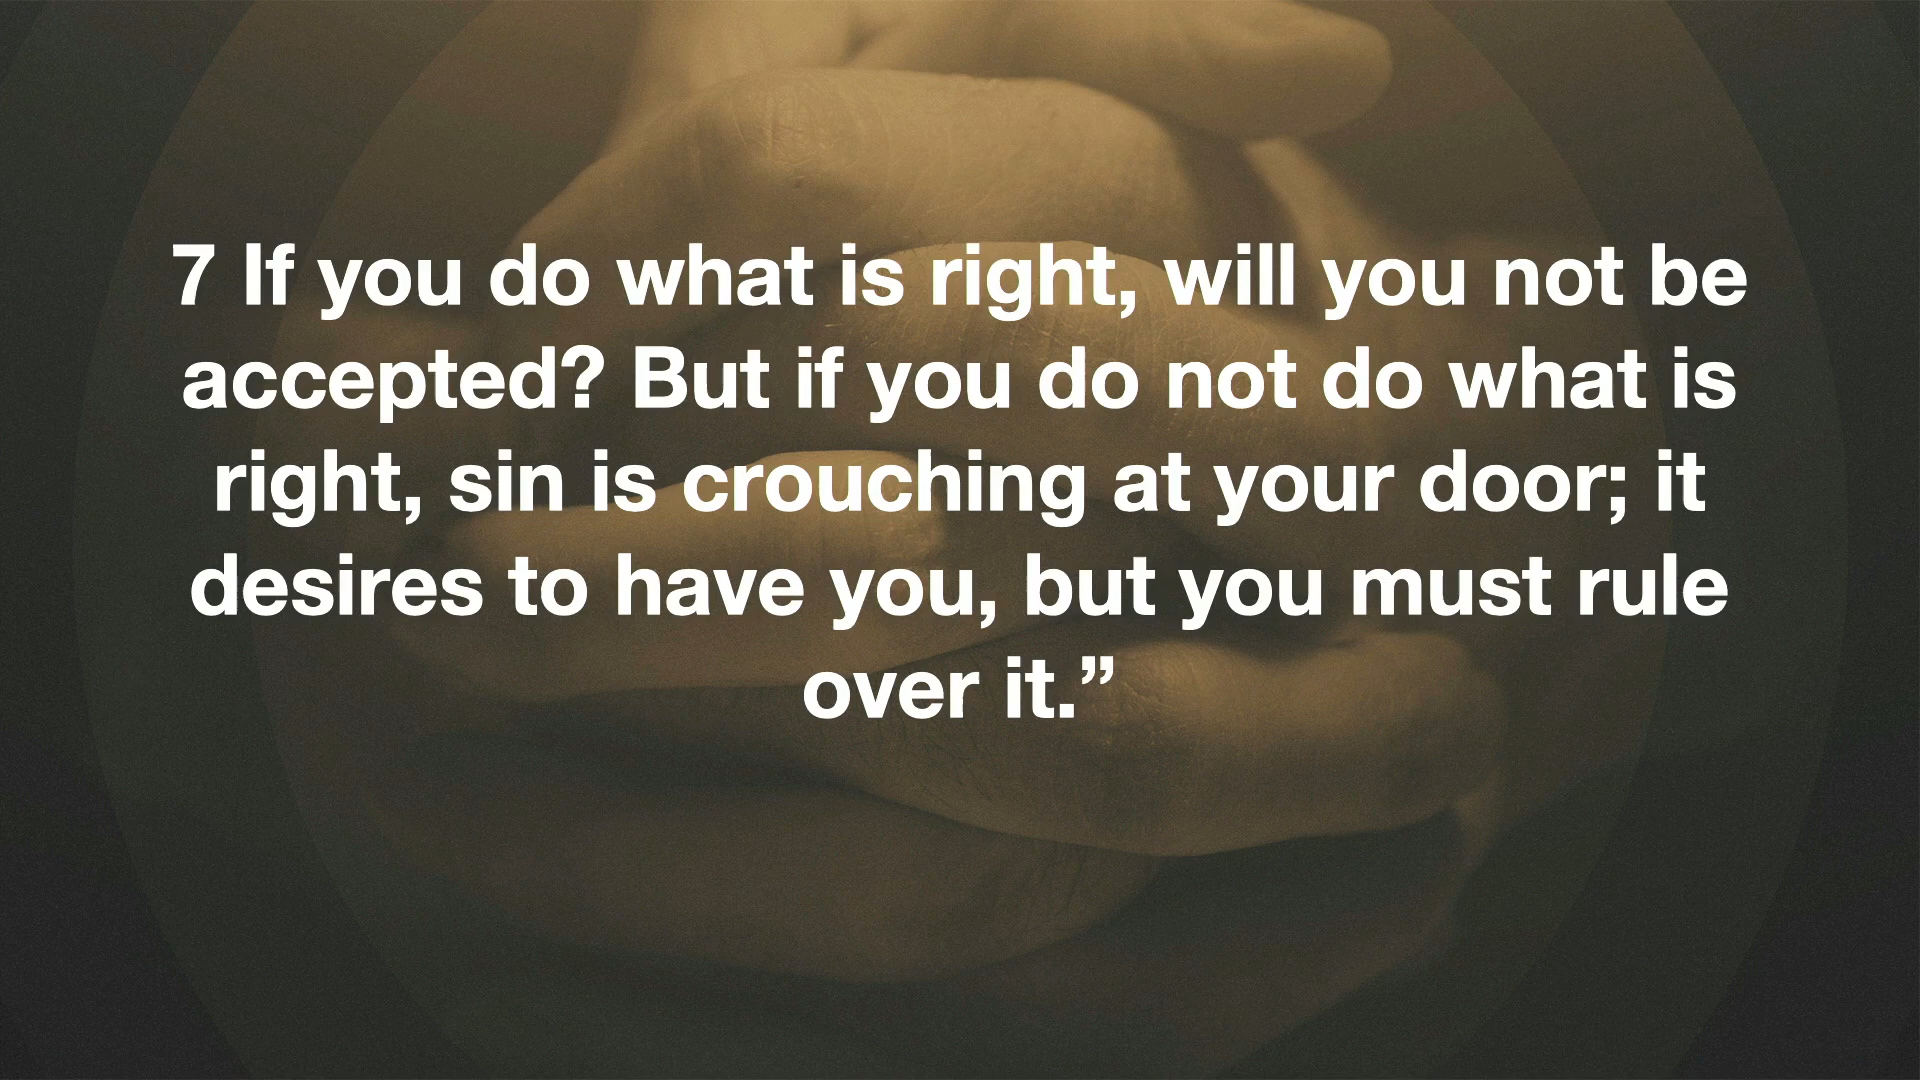 7 If you do what is right, will you not be
accepted? But if you do not do what is
right, sin is crouching at your door; it
desires to have you, but you must rule
over it.”